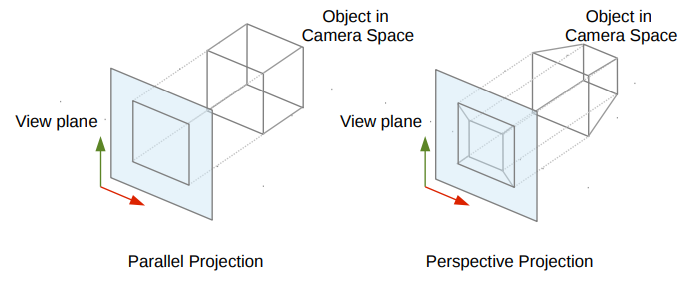 Object in
Camera Space
View plane
Parallel Projection
Object in
Camera Space
View plane
Perspective Projection